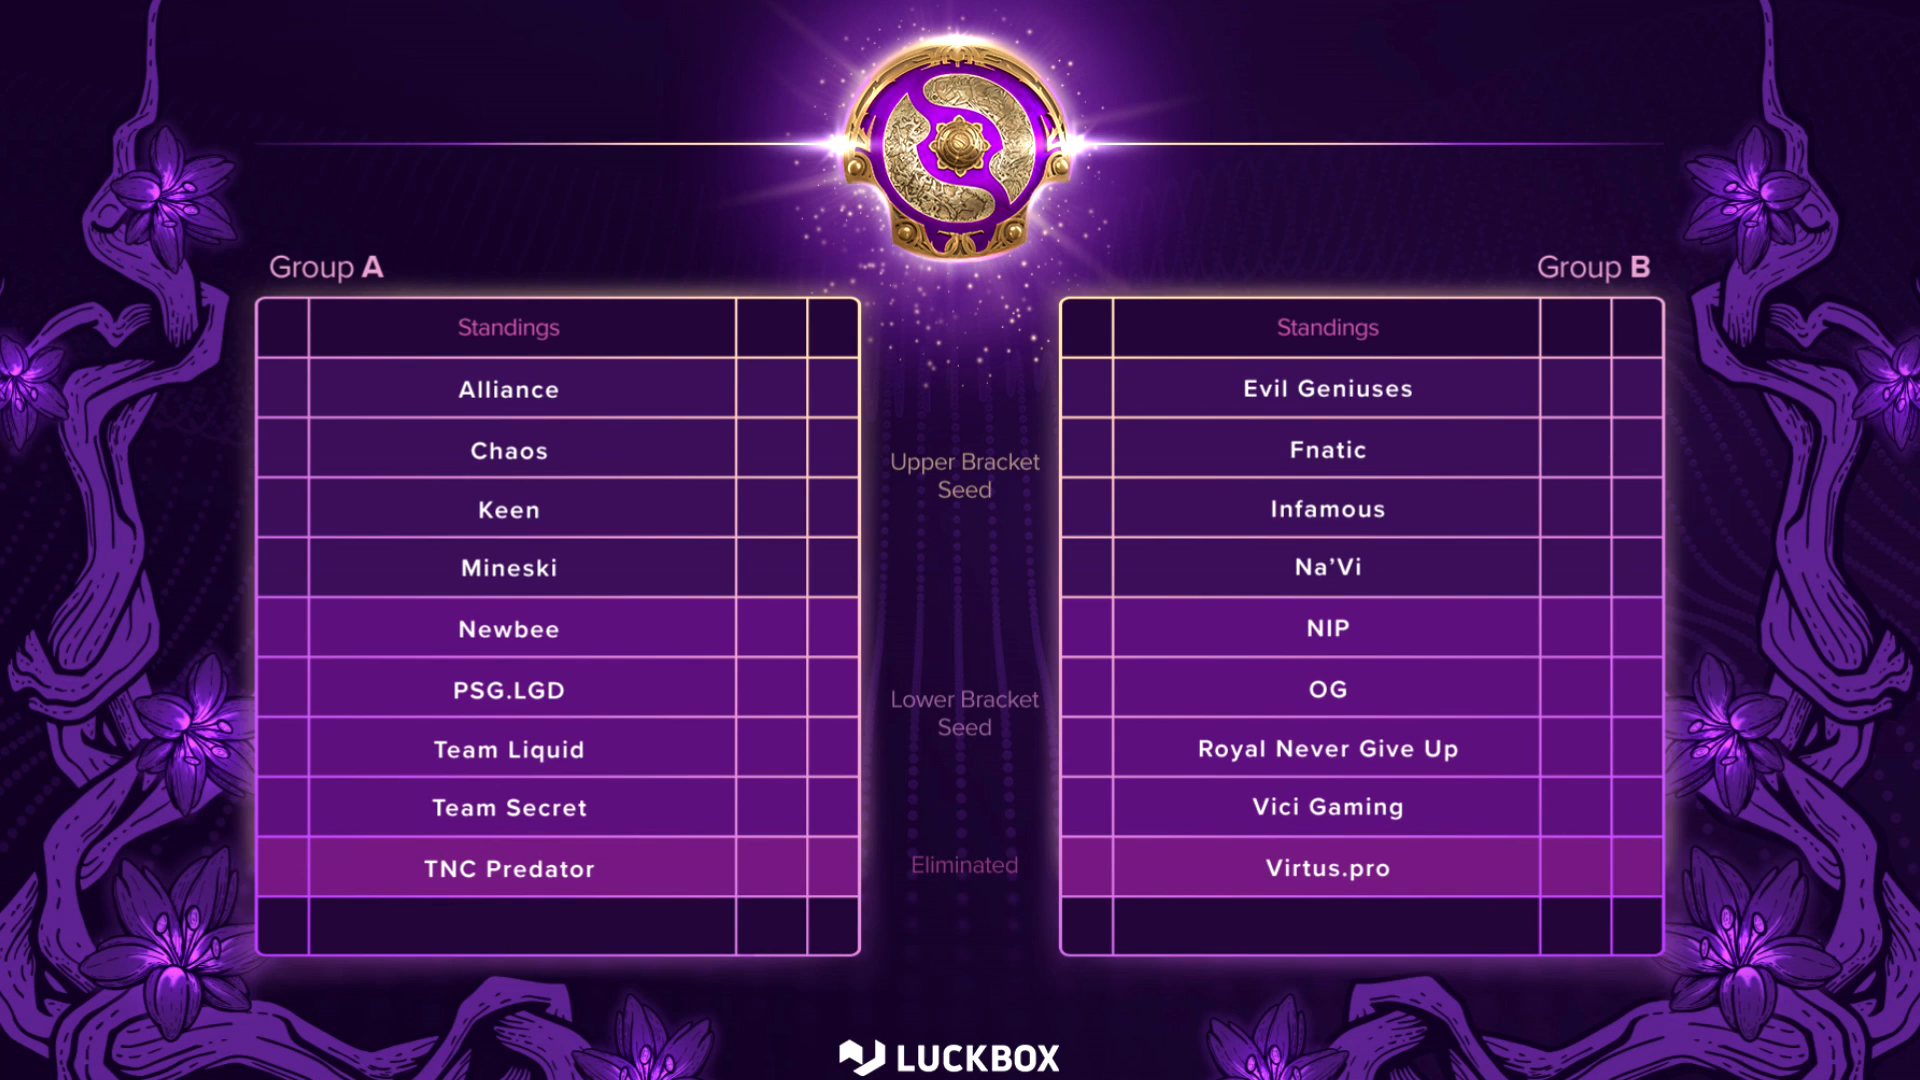 Group A
Standings
Alliance
Chaos
Keen
Mineski
Newbee
PSG.LGD
Team Liquid
Team Secret
TNC Predator
Upper Bracket
Seed
Lower Bracket
Seed
Eliminated
Group B
Standings
Evil Geniuses
Fnatic
Infamous
Na’Vi
NIP
OG
Royal Never Give Up
Vici Gaming
Virtus.pro
LUCKBOX